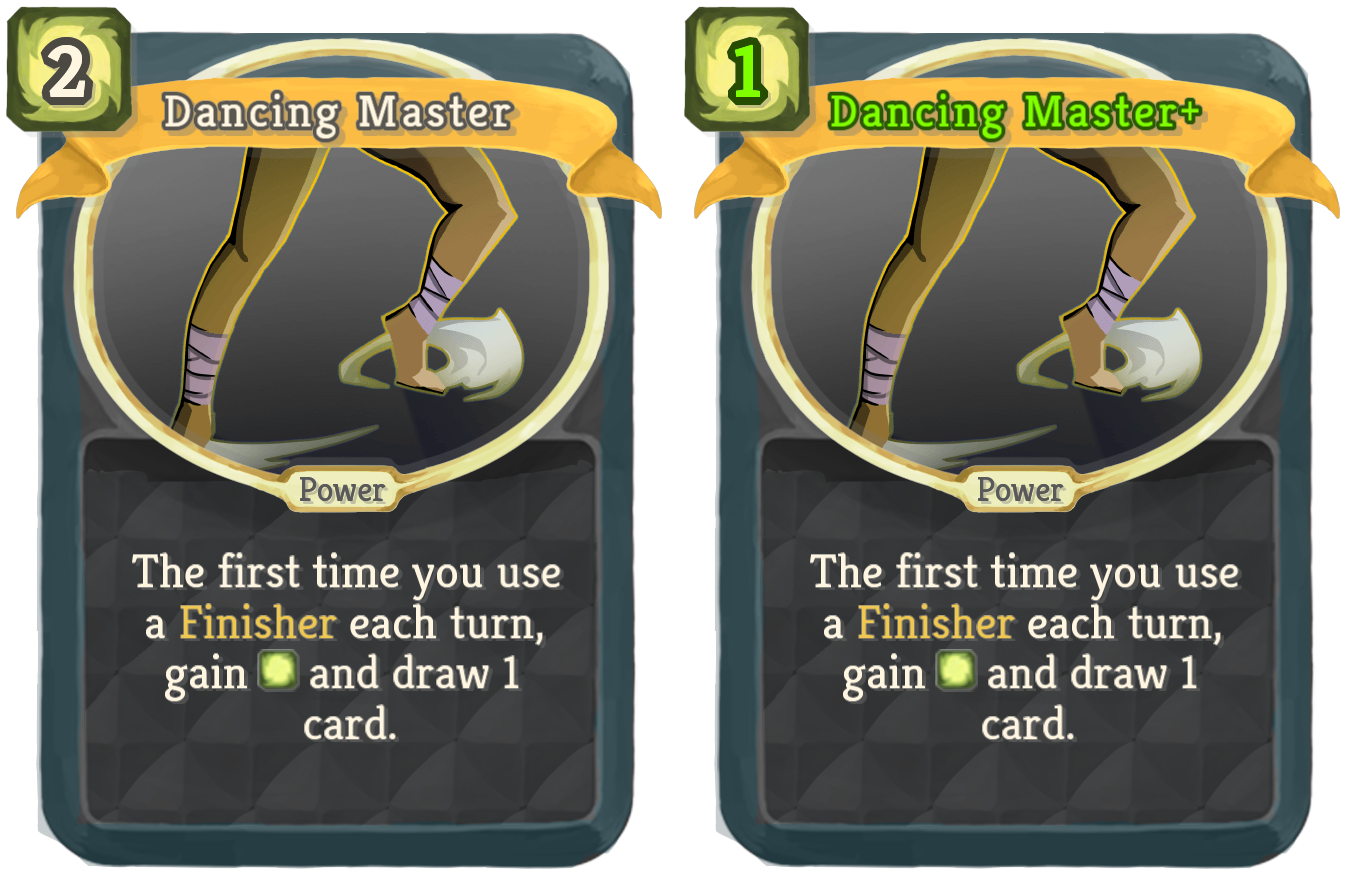 2
Dancing Master
Power
The first time you use
a Finisher each turn,
gain and draw 1
card.
1
Dancing Master+
Power
The first time you use
a Finisher each turn,
gain and draw 1
card.